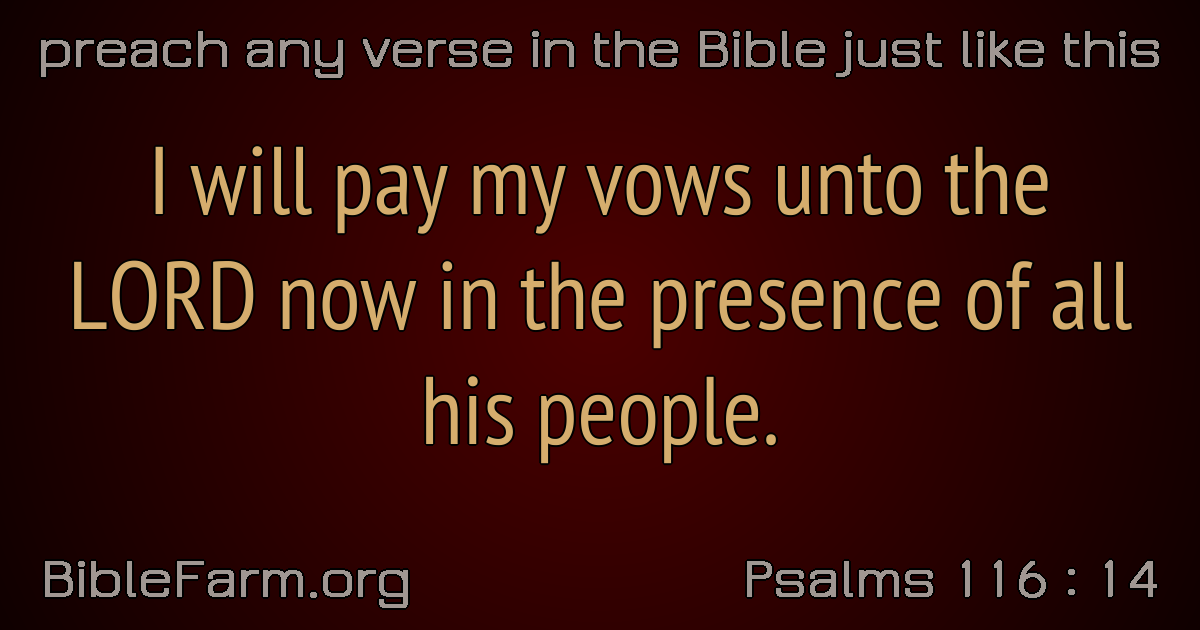 preach any verse in the Bible just like this
I will pay my vows unto the
LORD now in the presence of all
his people.
BibleFarm.org
Psalms 116 : 14